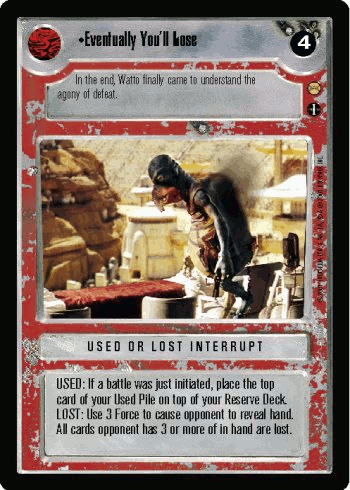 •Eventually You'll Lose
4
In the end, Watto finally came to understand the
agony of defeat.
USED OR LOST INTERRUPT
USED: If a battle was just initiated, place the top
card of your Used Pile on top of your Reserve Deck.
LOST: Use 3 Force to cause opponent to reveal hand.
All cards opponent has 3 or more of in hand are lost.